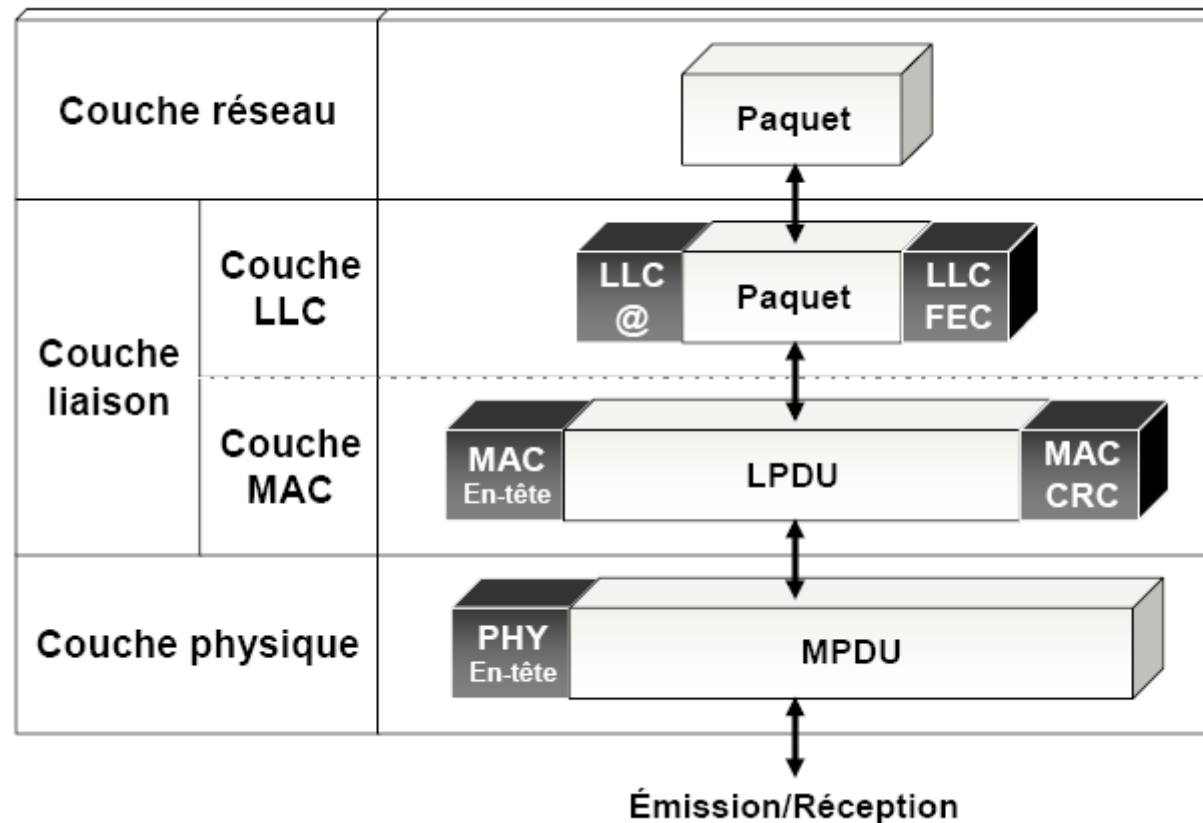 Couche réseau
Paquet
Couche
liaison
Couche
LLC
LLC
@
Paquet
LLC
FEC
Couche
MAC
MAC
En-tête
LPDU
MAC
CRC
Couche physique
PHY
En-tête
MPDU
Émission/Réception